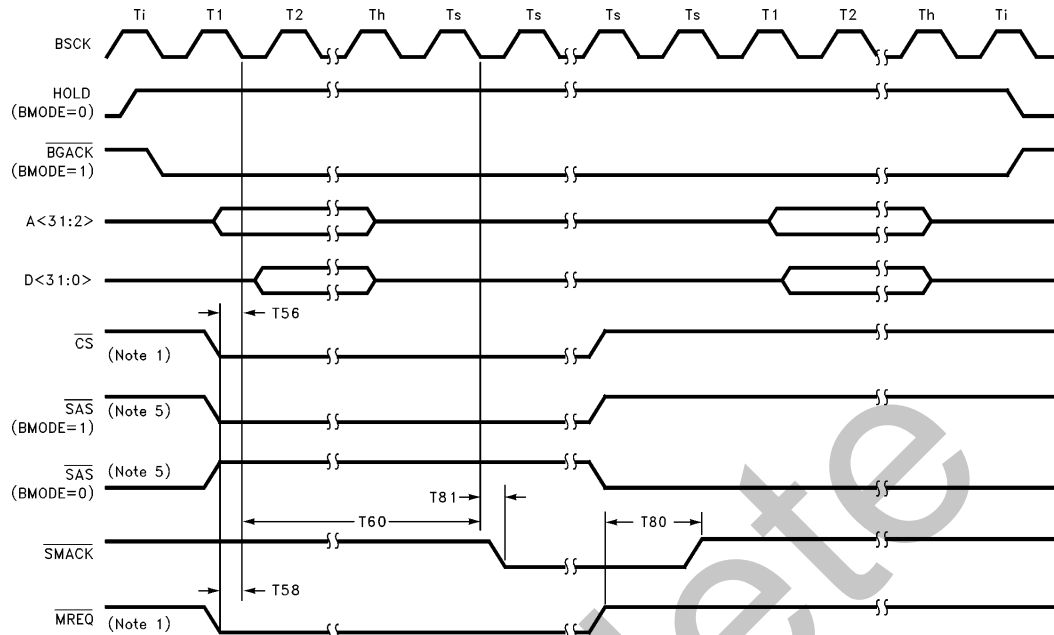 Ti T1 T2 Th Ts Ts Ts Ts T1 T2 Th Ti
BSCK
HOLD
(BMODE=0)
BGACK
(BMODE=1)
A<31:2>
D<31:0>
T56
CS (Note 1)
SAS (Note 5)
(BMODE=1)
SAS (Note 5)
(BMODE=0)
T81
T60
T80
SMACK
T58
MREQ (Note 1)
lete